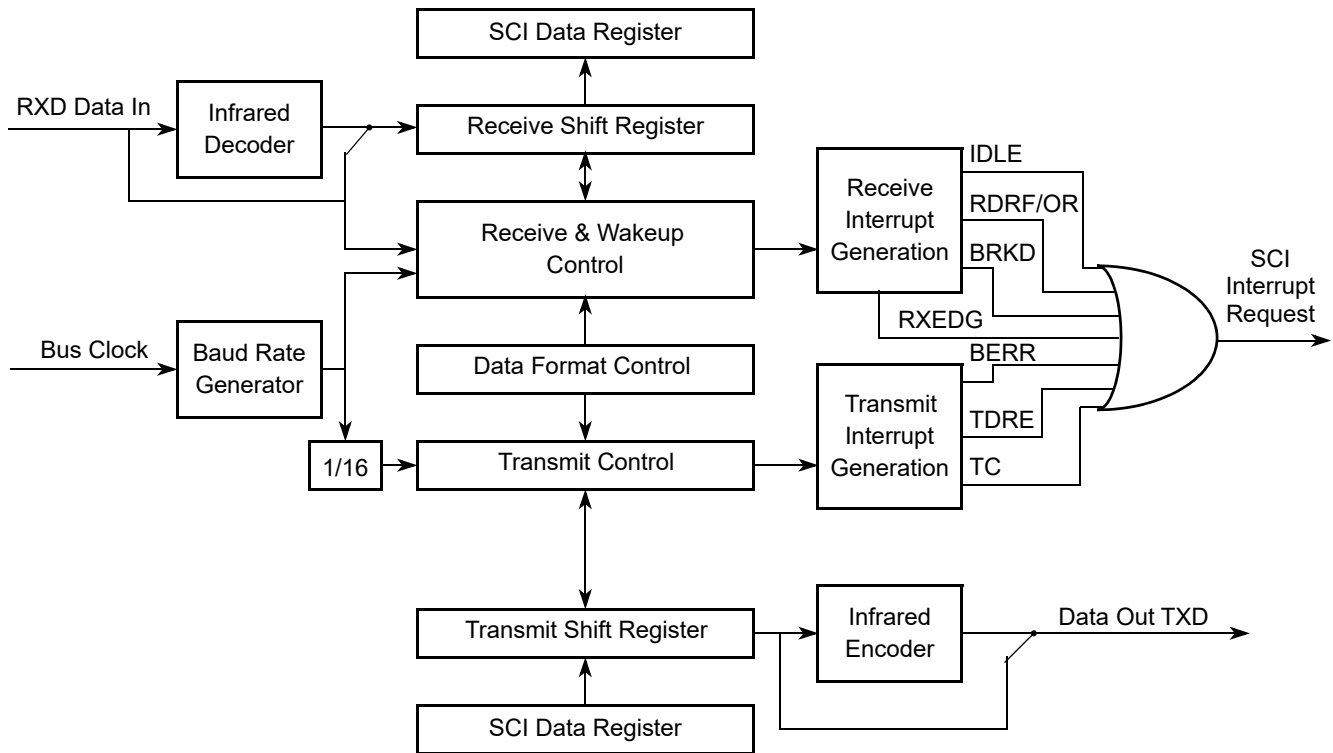 SCI Data Register
RXD Data In
Infrared
Decoder
Receive Shift Register
Receive & Wakeup
Control
Receive
Interrupt
Generation
IDLE
RDRF/OR
BRKD
RXEDG
SCI
Interrupt
Request
Bus Clock
Baud Rate
Generator
Data Format Control
BERR
Transmit
Interrupt
Generation
TDRE
TC
1/16
Transmit Control
Transmit Shift Register
Infrared
Encoder
Data Out TXD
SCI Data Register